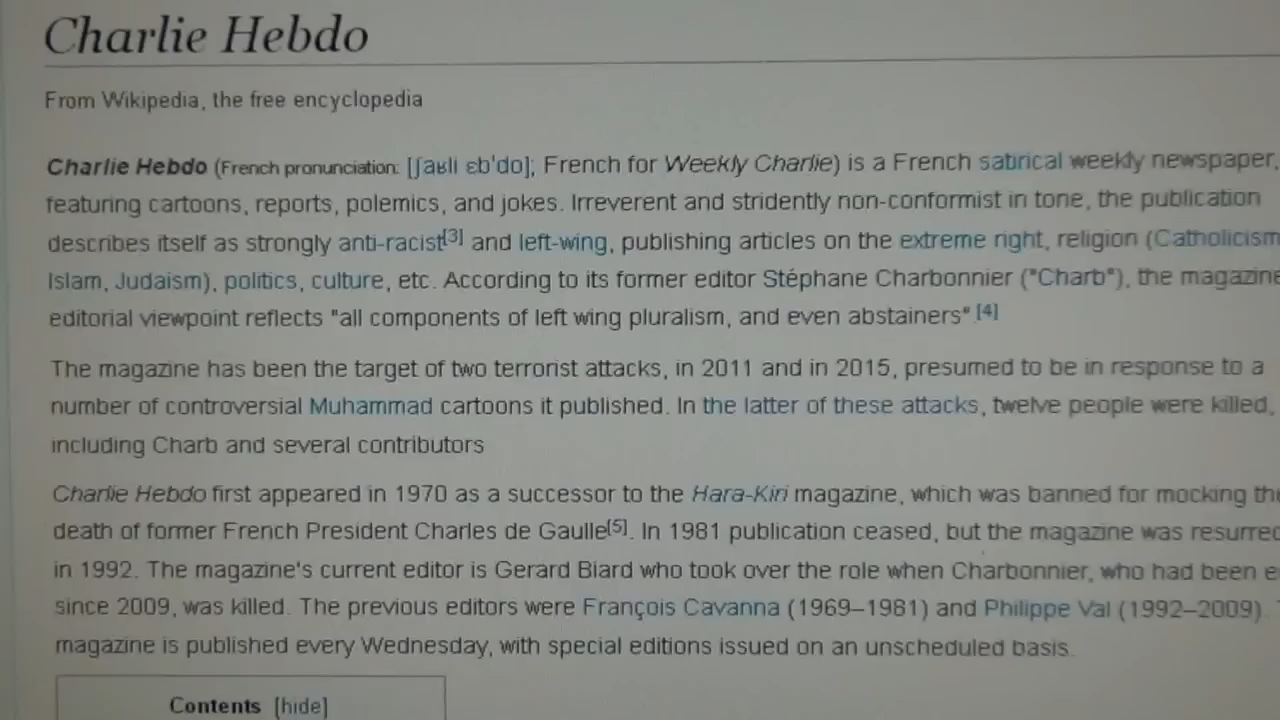 Charlie Hebdo
From Wikipedia, the free encyclopedia
Charlie Hebdo (French pronunciation: [ʃaʁli ɛb'do]; French for Weekly Charlie) is a French satirical weekly newspaper,
featuring cartoons, reports, polemics, and jokes. Irreverent and stridently non-conformist in tone, the publication
describes itself as strongly anti-racist[3] and left-wing, publishing articles on the extreme right, religion (Catholicism
Islam, Judaism), politics, culture, etc. According to its former editor Stéphane Charbonnier ("Charb"), the magazine
editorial viewpoint reflects "all components of left wing pluralism, and even abstainers".[4]
The magazine has been the target of two terrorist attacks, in 2011 and in 2015, presumed to be in response to a
number of controversial Muhammad cartoons it published. In the latter of these attacks, twelve people were killed,
including Charb and several contributors
Charlie Hebdo first appeared in 1970 as a successor to the Hara-Kiri magazine, which was banned for mocking the
death of former French President Charles de Gaulle[5]. In 1981 publication ceased, but the magazine was resurrec
in 1992. The magazine's current editor is Gerard Biard who took over the role when Charbonnier, who had been e
since 2009, was killed. The previous editors were François Cavanna (1969–1981) and Philippe Val (1992–2009).
magazine is published every Wednesday, with special editions issued on an unscheduled basis.
Contents [hide]